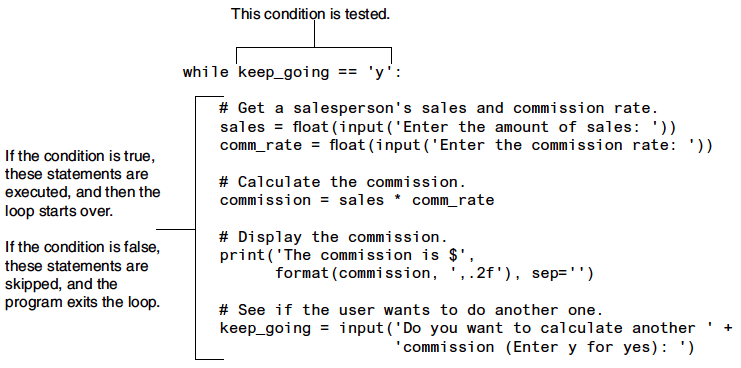 This condition is tested.
while keep_going == 'y':
# Get a salesperson's sales and commission rate.
sales = float(input('Enter the amount of sales: '))
comm_rate = float(input('Enter the commission rate: '))
# Calculate the commission.
commission = sales * comm_rate
# Display the commission.
print('The commission is $',
format(commission, ',.2f'), sep='')
# See if the user wants to do another one.
keep_going = input('Do you want to calculate another ' +
'commission (Enter y for yes): ')
If the condition is true,
these statements are
executed, and then the
loop starts over.
If the condition is false,
these statements are
skipped, and the
program exits the loop.